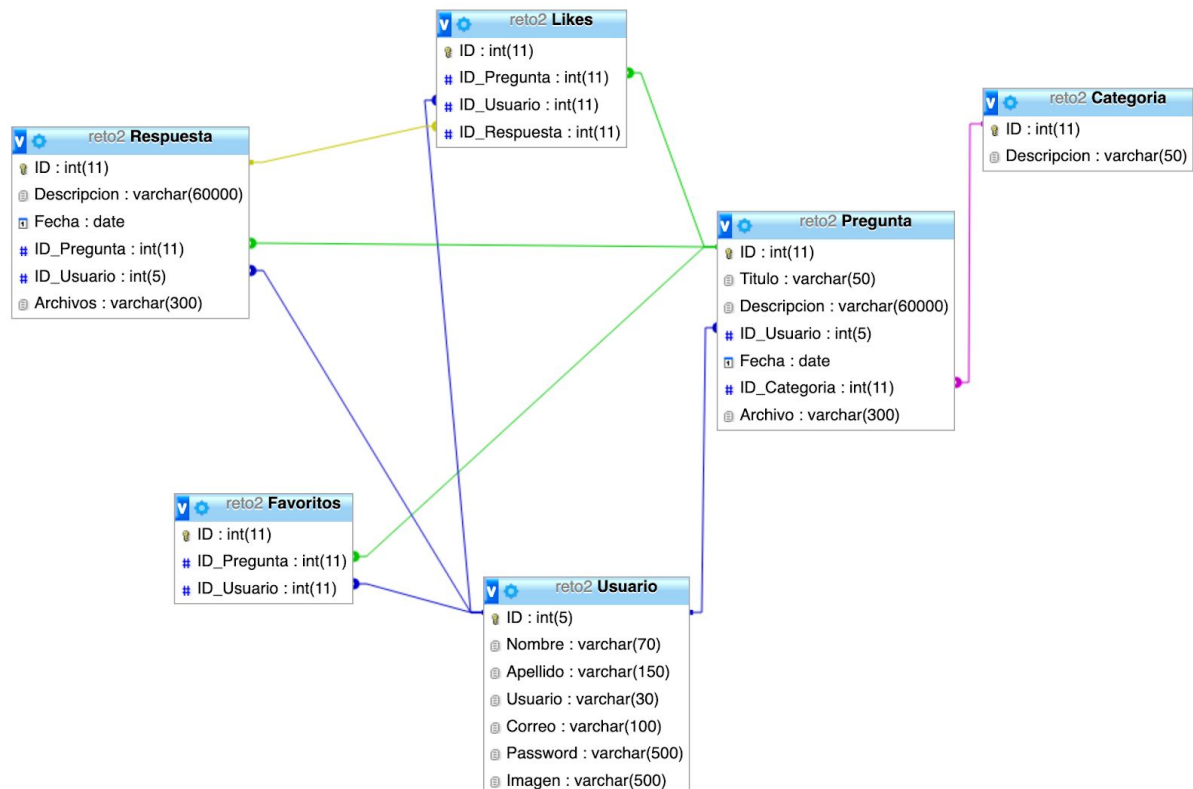 reto2 Likes
ID : int(11)
ID_Pregunta : int(11)
ID_Usuario : int(11)
ID_Respuesta : int(11)
reto2 Categoria
ID : int(11)
Descripcion : varchar(50)
reto2 Respuesta
ID : int(11)
Descripcion : varchar(60000)
Fecha : date
ID_Pregunta : int(11)
ID_Usuario : int(5)
Archivos : varchar(300)
reto2 Pregunta
ID : int(11)
Titulo : varchar(50)
Descripcion : varchar(60000)
ID_Usuario : int(5)
Fecha : date
ID_Categoria : int(11)
Archivo : varchar(300)
reto2 Favoritos
ID : int(11)
ID_Pregunta : int(11)
ID_Usuario : int(11)
reto2 Usuario
ID : int(5)
Nombre : varchar(70)
Apellido : varchar(150)
Usuario : varchar(30)
Correo : varchar(100)
Password : varchar(500)
Imagen : varchar(500)